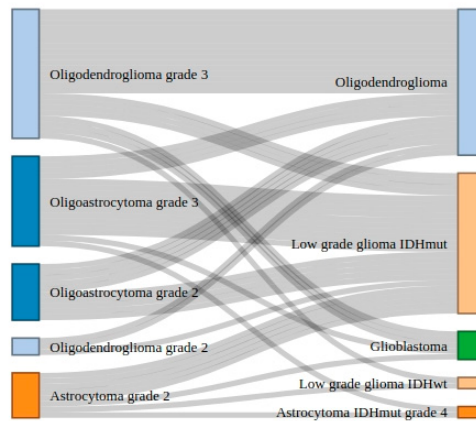 Oligodendroglioma grade 3
Oligodendroglioma
Oligoastrocytoma grade 3
Low grade glioma IDHmut
Oligoastrocytoma grade 2
Oligodendroglioma grade 2
Glioblastoma
Low grade glioma IDHwt
Astrocytoma grade 2
Astrocytoma IDHmut grade 4